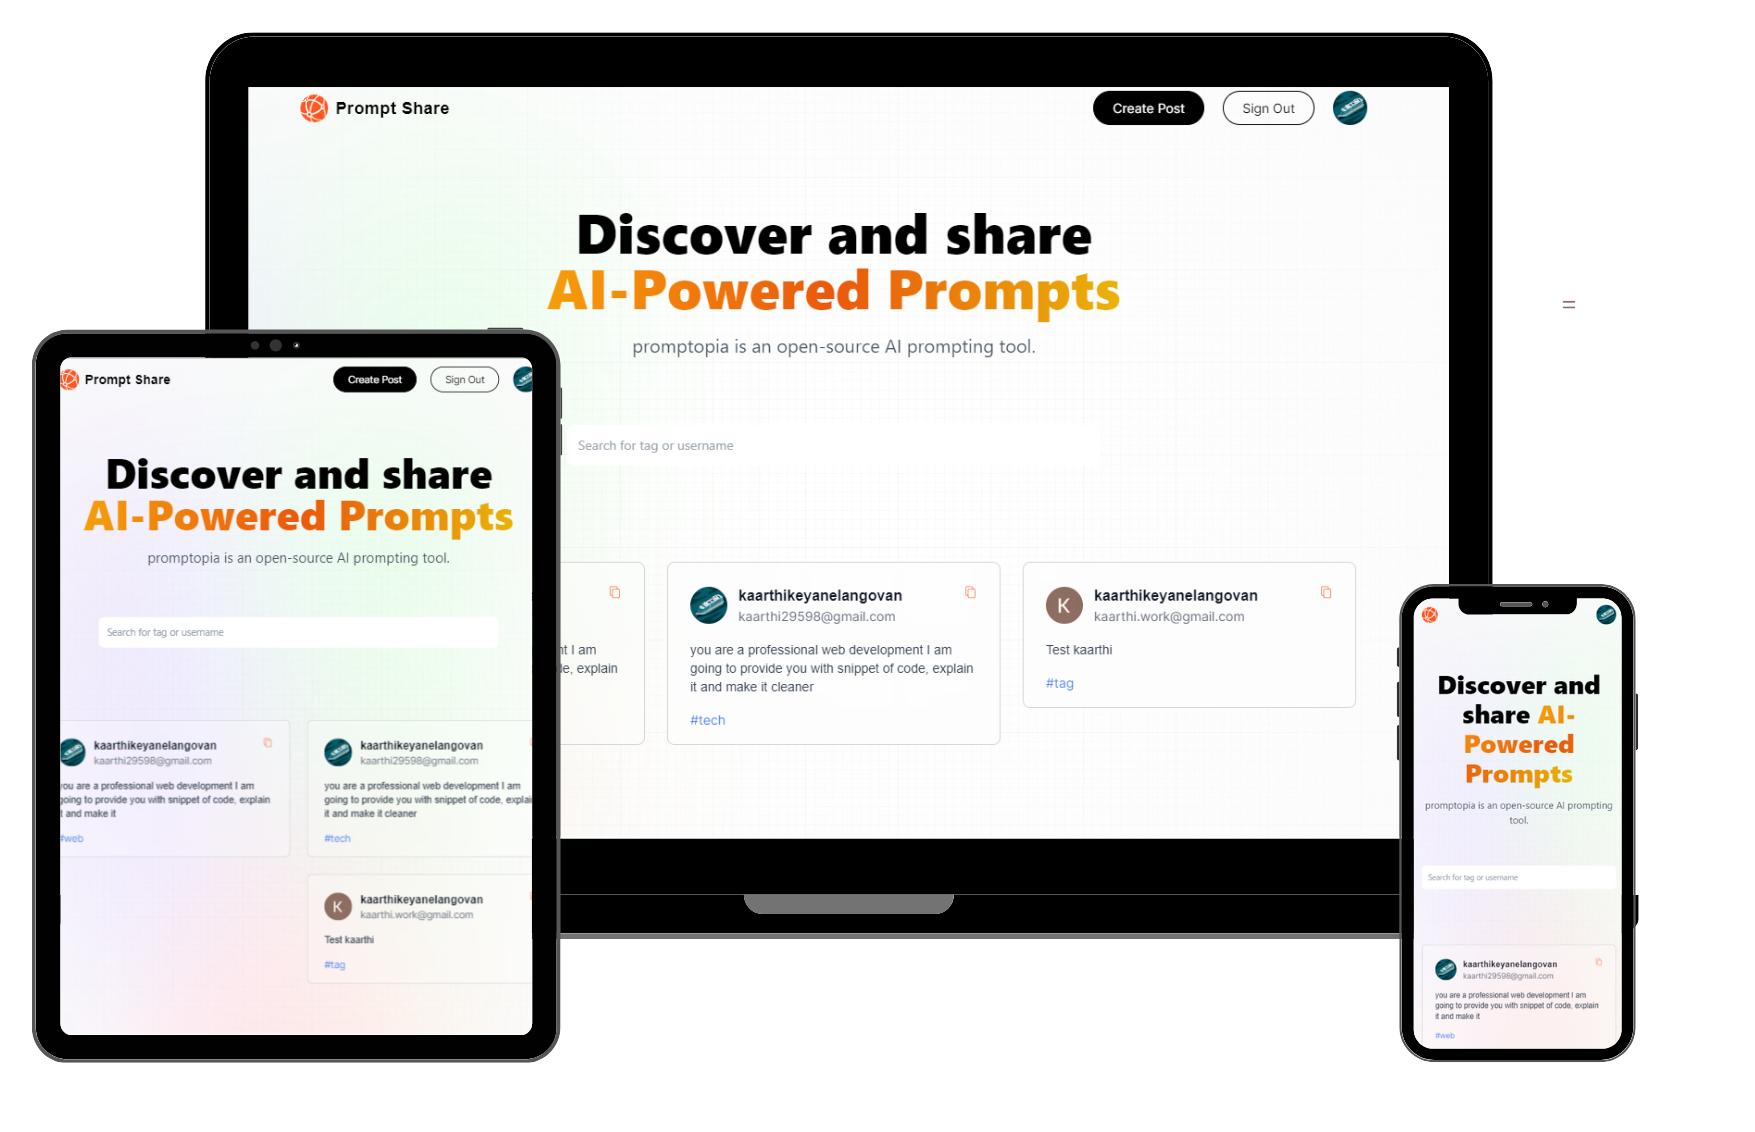 Prompt Share
Create Post
Sign Out
Discover and share
AI-Powered Prompts
promptopia is an open-source AI prompting tool.
Search for tag or username
I am
explain
kaarthikeyanelangovan
kaarthi29598@gmail.com
you are a professional web development I am
going to provide you with snippet of code, explain
it and make it cleaner
#tech
K
kaarthikeyanelangovan
kaarthi.work@gmail.com
Test kaarthi
#tag
Prompt Share
Create Post
Sign Out
Discover and share
AI-Powered Prompts
promptopia is an open-source AI prompting tool.
Search for tag or username
kaarthikeyanelangovan
kaarthi29598@gmail.com
you are a professional web development I am
going to provide you with snippet of code, explain
it and make it
#web
kaarthikeyanelangovan
kaarthi29598@gmail.com
you are a professional web development I am
going to provide you with snippet of code, explai
it and make it cleaner
#tech
K
kaarthikeyanelangovan
kaarthi.work@gmail.com
Test kaarthi
#tag
Discover and
share AI-
Powered
Prompts
promptopia is an open-source AI prompting
tool.
Search for tag or username
kaarthikeyanelangovan
kaarthi29598@gmail.com
you are a professional web development I am
going to provide you with snippet of code, explain
it and make it
#web